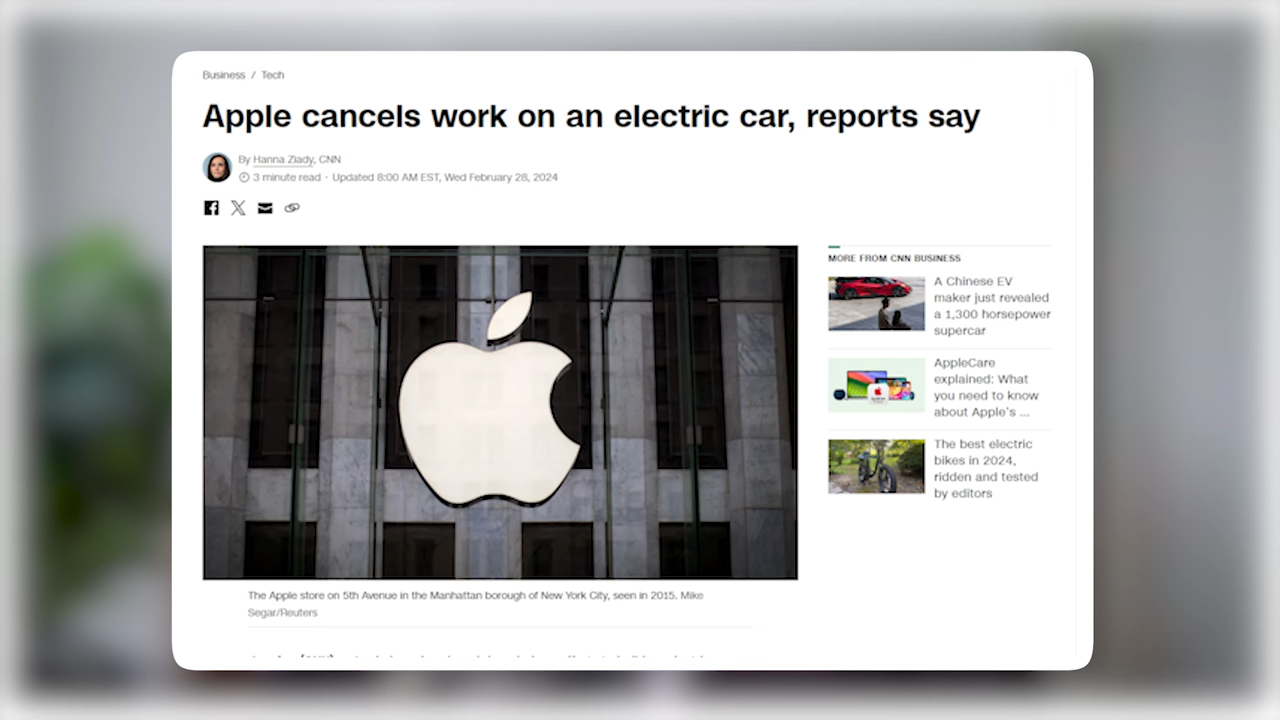 Business / Tech
Apple cancels work on an electric car, reports say
By Hanna Ziady, CNN
3 minute read · Updated 8:00 AM EST, Wed February 28, 2024
MORE FROM CNN BUSINESS
A Chinese EV
maker just revealed
a 1,300 horsepower
supercar
AppleCare
explained: What
you need to know
about Apple's ...
The best electric
bikes in 2024,
ridden and tested
by editors
The Apple store on 5th Avenue in the Manhattan borough of New York City, seen in 2015. Mike
Segar/Reuters